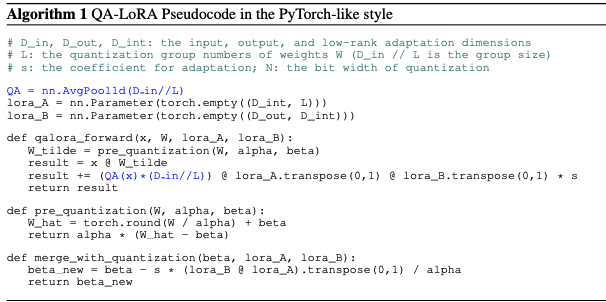 Algorithm 1 QA-LoRA Pseudocode in the PyTorch-like style
# D_in, D_out, D_int: the input, output, and low-rank adaptation dimensions
# L: the quantization group numbers of weights W (D_in // L is the group size)
# s: the coefficient for adaptation; N: the bit width of quantization
QA = nn.AvgPool1d(D_in//L)
lora_A = nn.Parameter(torch.empty((D_int, L)))
lora_B = nn.Parameter(torch.empty((D_out, D_int)))
def qalora_forward(x, W, lora_A, lora_B):
W_tilde = pre_quantization(W, alpha, beta)
result = x @ W_tilde
result += (QA(x)*(D_in//L)) @ lora_A.transpose(0,1) @ lora_B.transpose(0,1) * s
return result
def pre_quantization(W, alpha, beta):
W_hat = torch.round(W / alpha) + beta
return alpha * (W_hat - beta)
def merge_with_quantization(beta, lora_A, lora_B):
beta_new = beta - s * (lora_B @ lora_A).transpose(0,1) / alpha
return beta_new